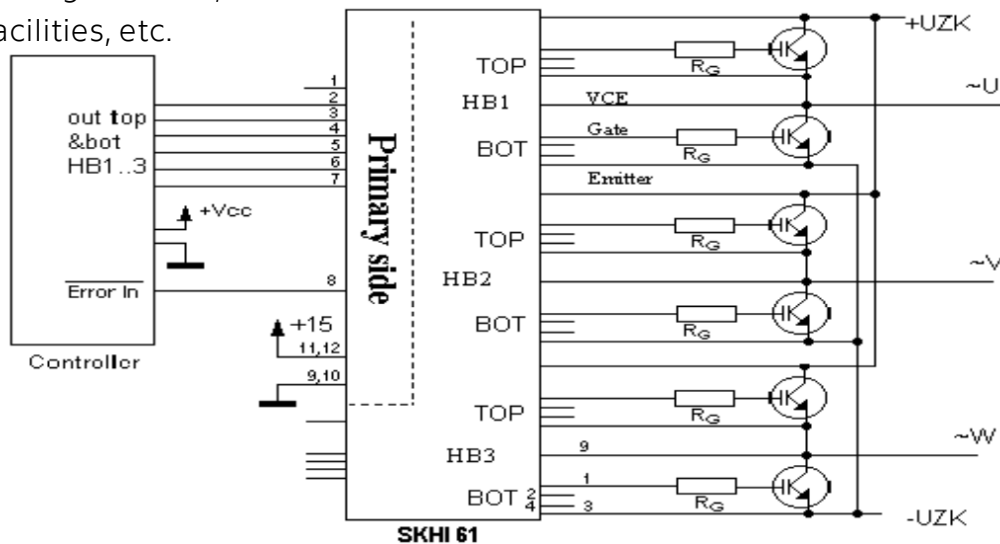 acilities, etc.
out top
&bot
HB1..3
+Vcc
Error In
Controller
1
2
3
4
5
6
7
8
+15
11,12
9,10
Primary side
TOP
HB1
BOT
TOP
HB2
BOT
TOP
HB3
BOT
SKHI 61
VCE
Gate
Emitter
RG
RG
RG
RG
RG
RG
9
1
2
4
3
+UZK
~U
~V
~W
-UZK